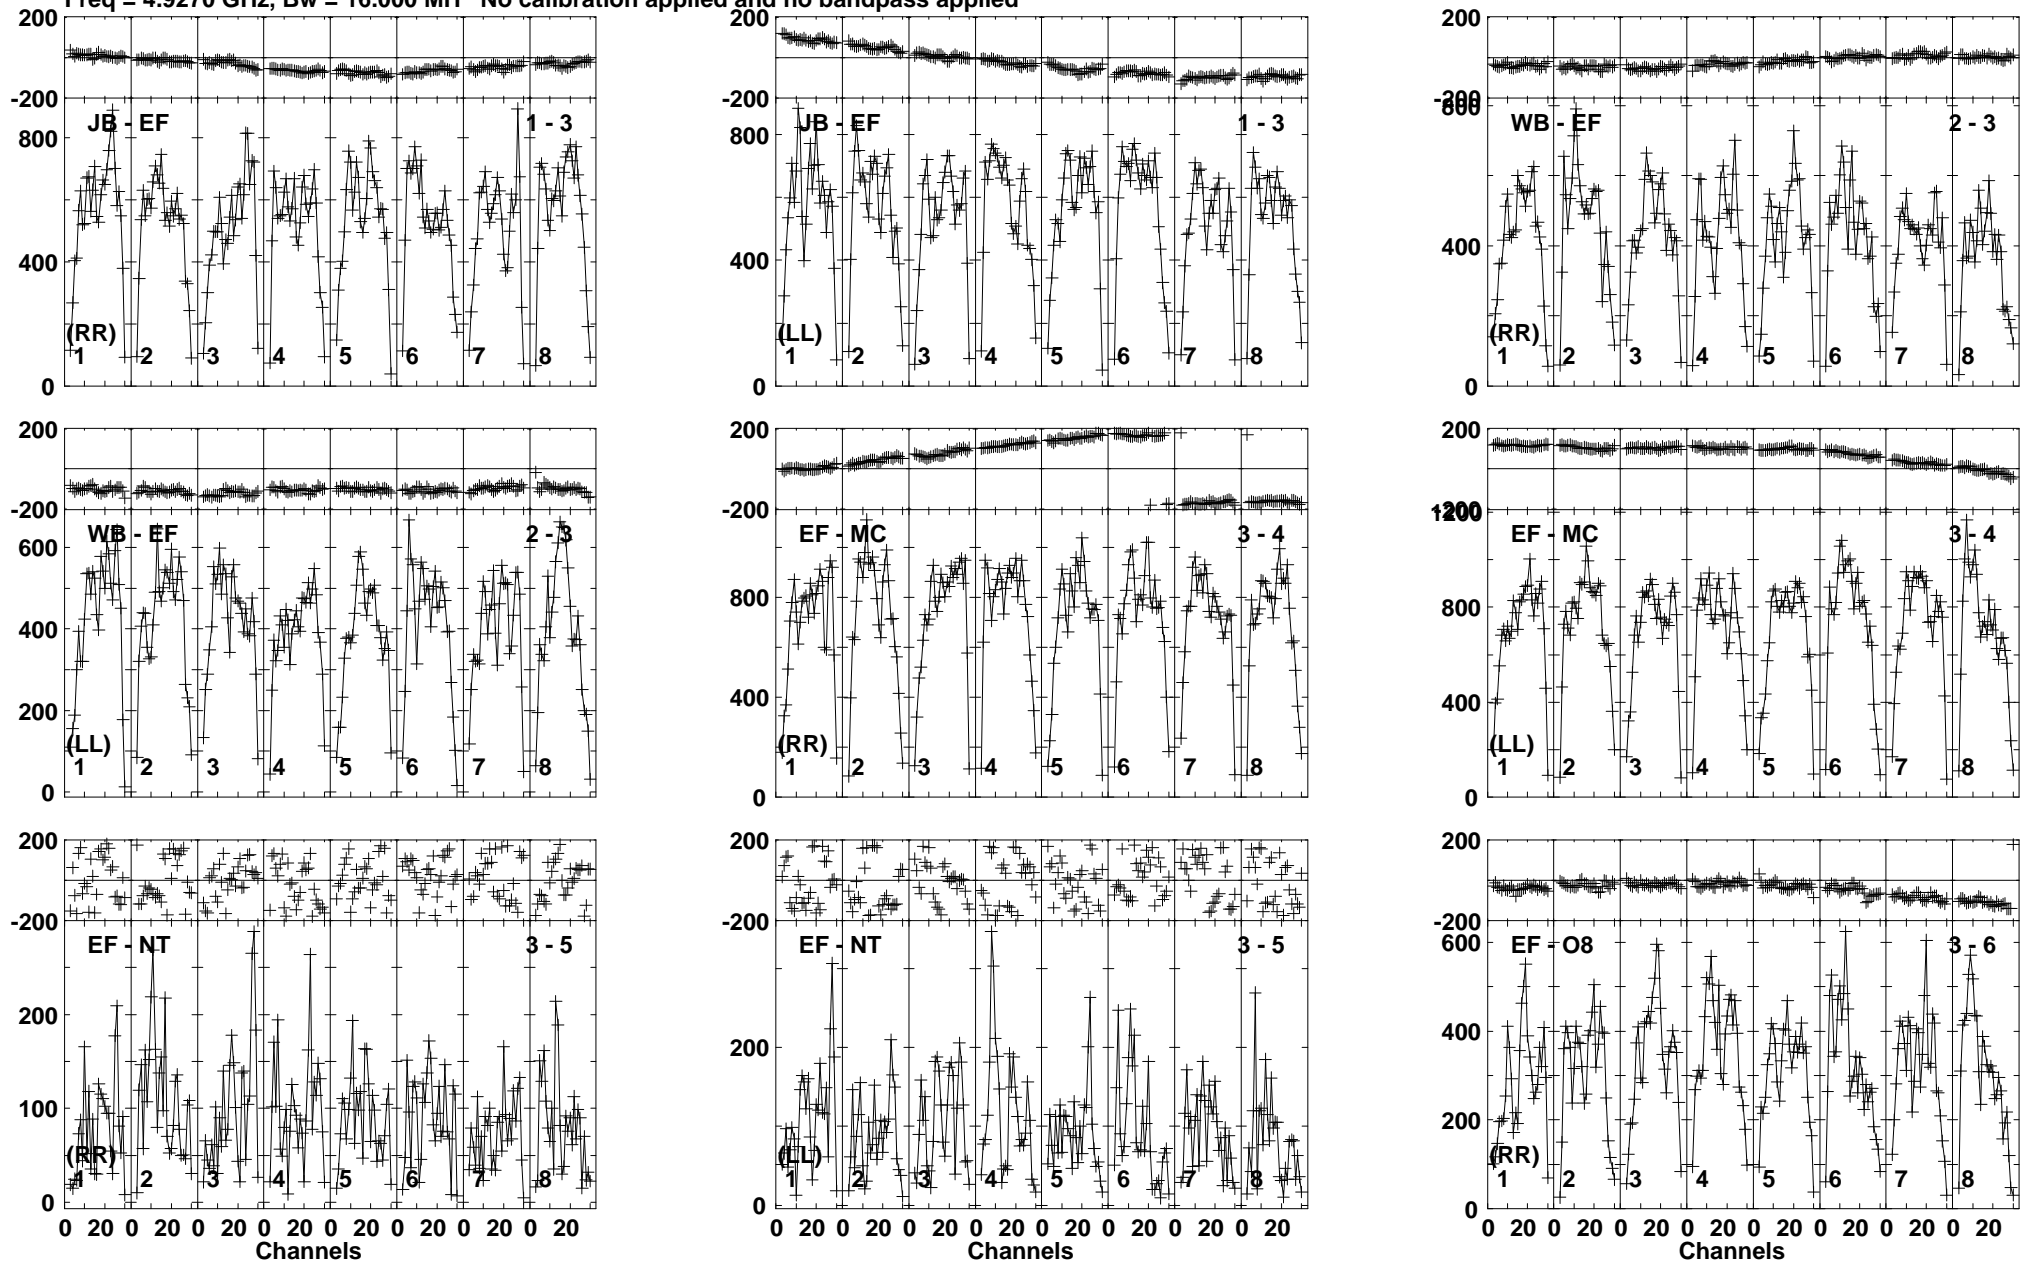 Freq = 4.9270 GHz, Bw = 16.000 MH No calibration applied and no bandpass applied
200 200 200
-200 -200 -200
JB - EF 1 - 3 JB - EF 1 - 3 WB - EF 2 - 3
800 800 800
400 400 400
(RR) (LL) (RR)
1 2 3 4 5 6 7 8 1 2 3 4 5 6 7 8 1 2 3 4 5 6 7 8
0 0 0
200 200 200
-200 -200 -200
WB - EF 2 - 3 EF - MC 3 - 4 EF - MC 3 - 4
1200
600 800 800
400 400 400
200
(LL) (RR) (LL)
1 2 3 4 5 6 7 8 1 2 3 4 5 6 7 8 1 2 3 4 5 6 7 8
0 0 0
200 200 200
-200 -200 -200
EF - NT 3 - 5 EF - NT 3 - 5 EF - O8 3 - 6
600
200 200 400
100 200
(RR) (LL) (RR)
1 2 3 4 5 6 7 8 1 2 3 4 5 6 7 8 1 2 3 4 5 6 7 8
0 0 0
0 20 0 20 0 20 0 20 0 20 0 20 0 20 0 20 0 20 0 20 0 20 0 20 0 20 0 20 0 20 0 20 0 20 0 20 0 20 0 20 0 20 0 20 0 20 0 20
Channels Channels Channels